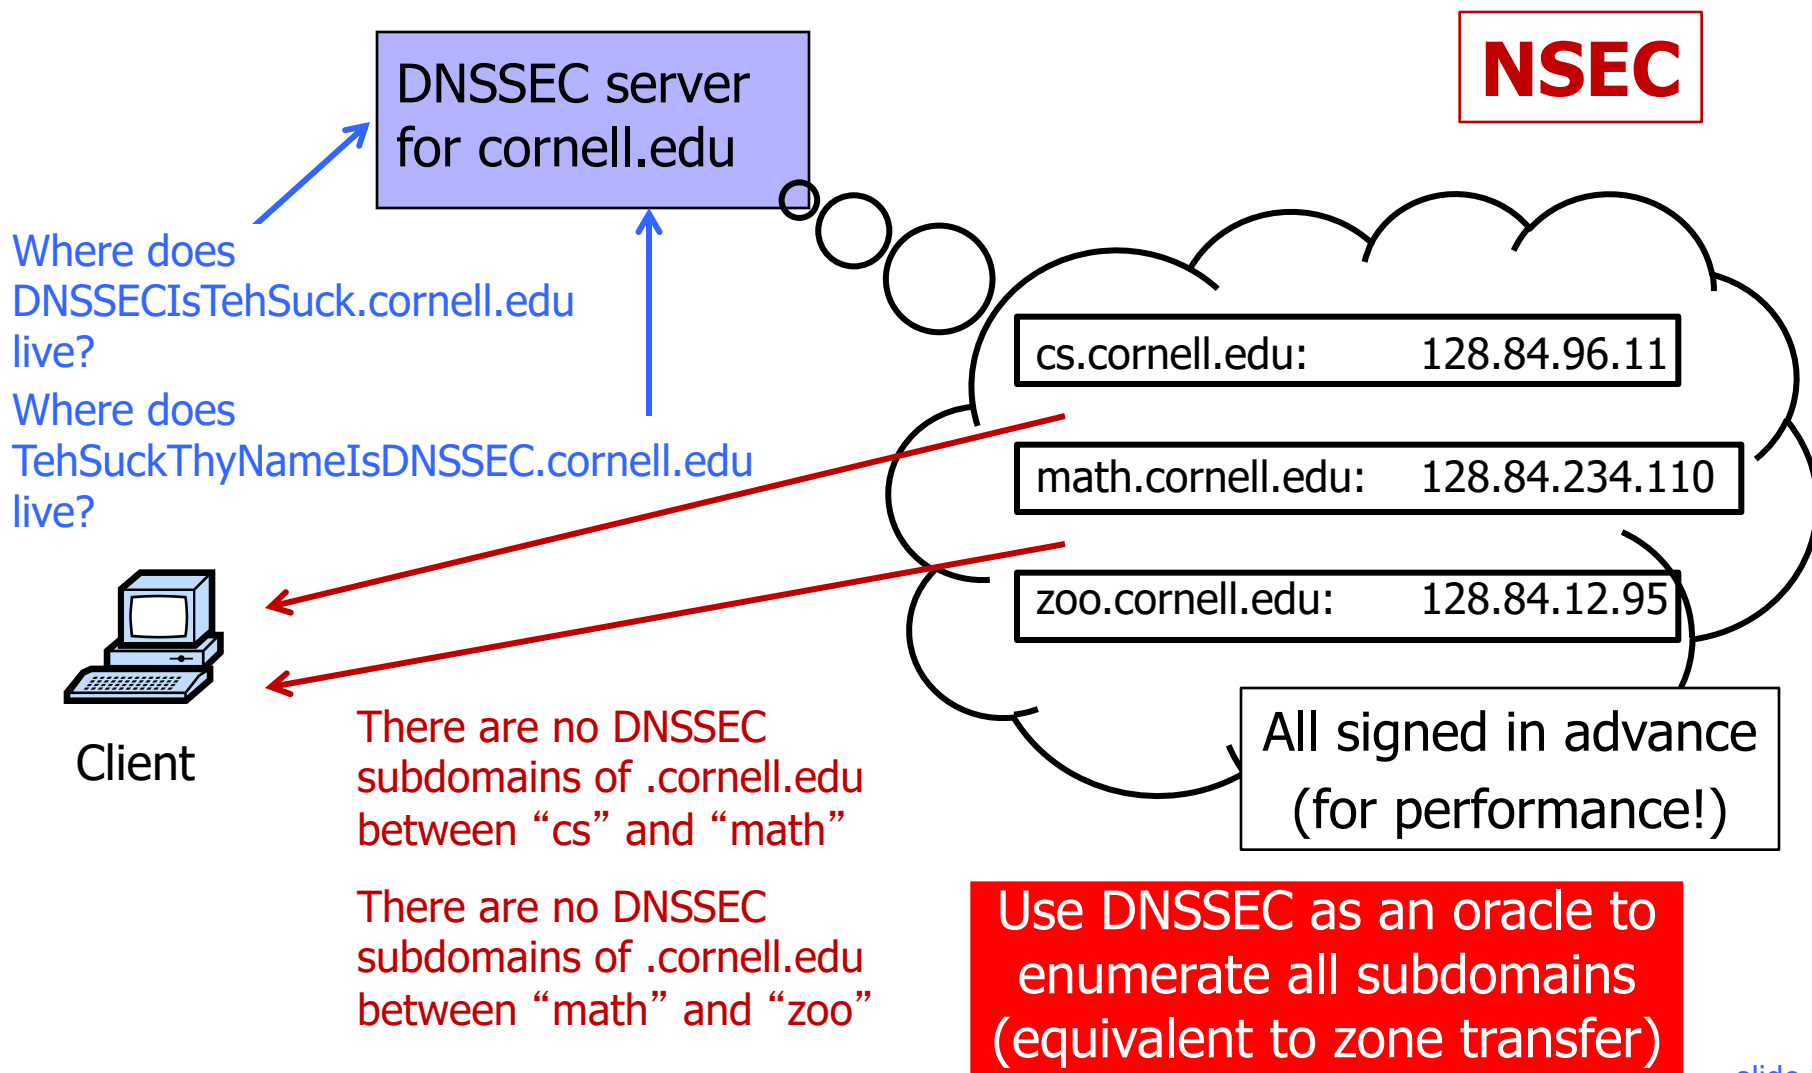 DNSSEC server
for cornell.edu
NSEC
Where does
DNSSECIsTehSuck.cornell.edu
live?
Where does
TehSuckThyNameIsDNSSEC.cornell.edu
live?
cs.cornell.edu: 128.84.96.11
math.cornell.edu: 128.84.234.110
zoo.cornell.edu: 128.84.12.95
Client
There are no DNSSEC
subdomains of .cornell.edu
between “cs” and “math”
There are no DNSSEC
subdomains of .cornell.edu
between “math” and “zoo”
All signed in advance
(for performance!)
Use DNSSEC as an oracle to
enumerate all subdomains
(equivalent to zone transfer)